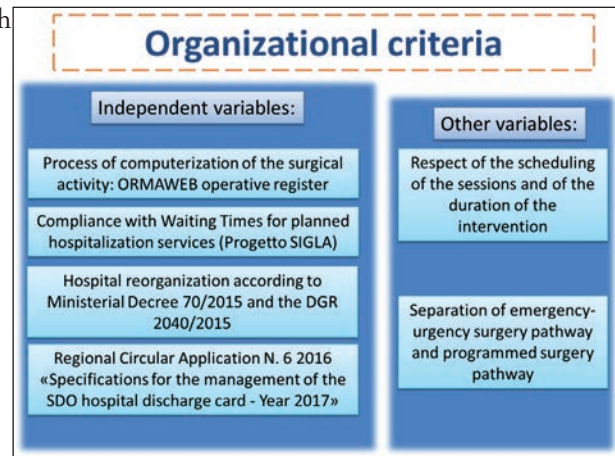 h
Organizational criteria
Independent variables:
Process of computerization of the surgical
activity: ORMAWEB operative register
Compliance with Waiting Times for planned
hospitalization services (Progetto SIGLA)
Hospital reorganization according to
Ministerial Decree 70/2015 and the DGR
2040/2015
Regional Circular Application N. 6 2016
«Specifications for the management of the
SDO hospital discharge card - Year 2017»
Other variables:
Respect of the scheduling
of the sessions and of the
duration of the
intervention
Separation of emergency-
urgency surgery pathway
and programmed surgery
pathway